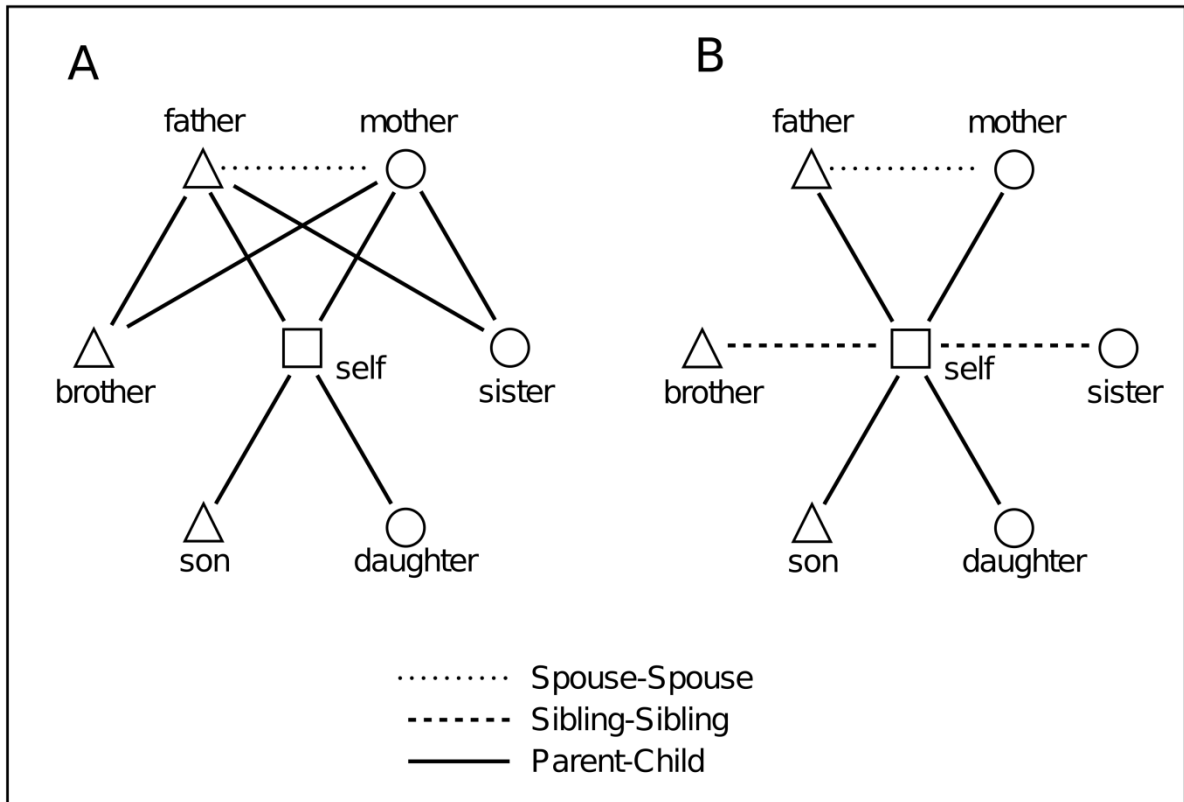 A
father mother
brother self sister
son daughter
B
father mother
brother self sister
son daughter
Spouse-Spouse
Sibling-Sibling
Parent-Child